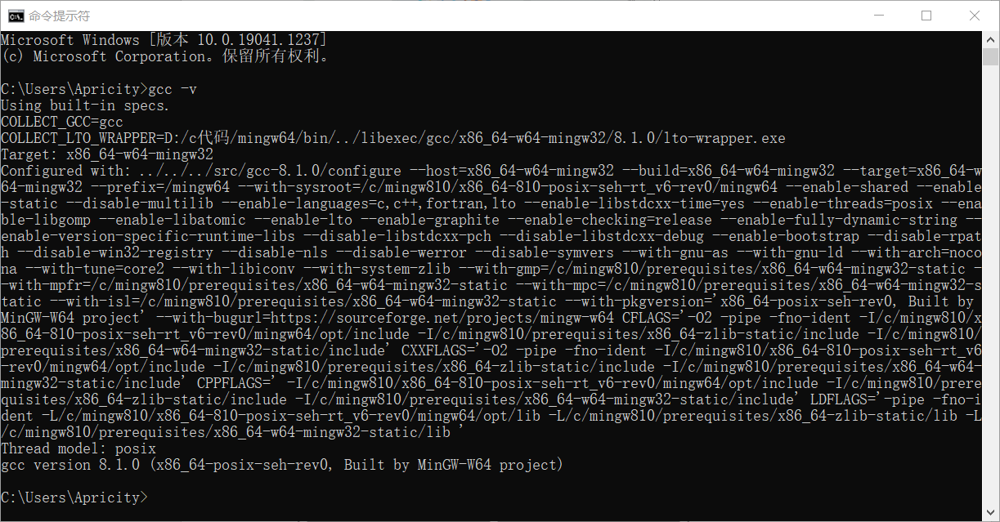 命令提示符
Microsoft Windows [版本 10.0.19041.1237]
(c) Microsoft Corporation。保留所有权利。
C:\Users\Apricity>gcc -v
Using built-in specs.
COLLECT_GCC=gcc
COLLECT_LTO_WRAPPER=D:/c代码/mingw64/bin/../libexec/gcc/x86_64-w64-mingw32/8.1.0/lto-wrapper.exe
Target: x86_64-w64-mingw32
Configured with: ../../../src/gcc-8.1.0/configure --host=x86_64-w64-mingw32 --build=x86_64-w64-mingw32 --target=x86_64-w
64-mingw32 --prefix=/mingw64 --with-sysroot=/c/mingw810/x86_64-810-posix-seh-rt_v6-rev0/mingw64 --enable-shared --enable
-static --disable-multilib --enable-languages=c,c++,fortran,lto --enable-libstdcxx-time=yes --enable-threads=posix --ena
ble-libgomp --enable-libatomic --enable-lto --enable-graphite --enable-checking=release --enable-fully-dynamic-string --
enable-version-specific-runtime-libs --disable-libstdcxx-pch --disable-libstdcxx-debug --enable-bootstrap --disable-rpat
h --disable-win32-registry --disable-nls --disable-werror --disable-symvers --with-gnu-as --with-gnu-ld --with-arch=noco
na --with-tune=core2 --with-libiconv --with-system-zlib --with-gmp=/c/mingw810/prerequisites/x86_64-w64-mingw32-static -
-with-mpfr=/c/mingw810/prerequisites/x86_64-w64-mingw32-static --with-mpc=/c/mingw810/prerequisites/x86_64-w64-mingw32-s
tatic --with-isl=/c/mingw810/prerequisites/x86_64-w64-mingw32-static --with-pkgversion='x86_64-posix-seh-rev0, Built by
MinGW-W64 project' --with-bugurl=https://sourceforge.net/projects/mingw-w64 CFLAGS='-O2 -pipe -fno-ident -I/c/mingw810/x
86_64-810-posix-seh-rt_v6-rev0/mingw64/opt/include -I/c/mingw810/prerequisites/x86_64-zlib-static/include -I/c/mingw810/
prerequisites/x86_64-w64-mingw32-static/include' CXXFLAGS='-O2 -pipe -fno-ident -I/c/mingw810/x86_64-810-posix-seh-rt_v6
-rev0/mingw64/opt/include -I/c/mingw810/prerequisites/x86_64-zlib-static/include -I/c/mingw810/prerequisites/x86_64-w64-
mingw32-static/include' CPPFLAGS=' -I/c/mingw810/x86_64-810-posix-seh-rt_v6-rev0/mingw64/opt/include -I/c/mingw810/prere
quisites/x86_64-zlib-static/include -I/c/mingw810/prerequisites/x86_64-w64-mingw32-static/include' LDFLAGS='-pipe -fno-i
dent -L/c/mingw810/x86_64-810-posix-seh-rt_v6-rev0/mingw64/opt/lib -L/c/mingw810/prerequisites/x86_64-zlib-static/lib -L
/c/mingw810/prerequisites/x86_64-w64-mingw32-static/lib '
Thread model: posix
gcc version 8.1.0 (x86_64-posix-seh-rev0, Built by MinGW-W64 project)
C:\Users\Apricity>